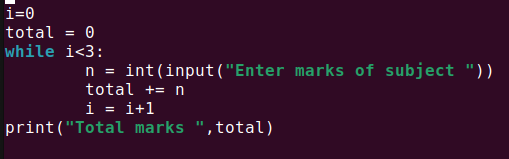 i=0
total = 0
while i<3:
        n = int(input("Enter marks of subject "))
        total += n
        i = i+1
print("Total marks ",total)